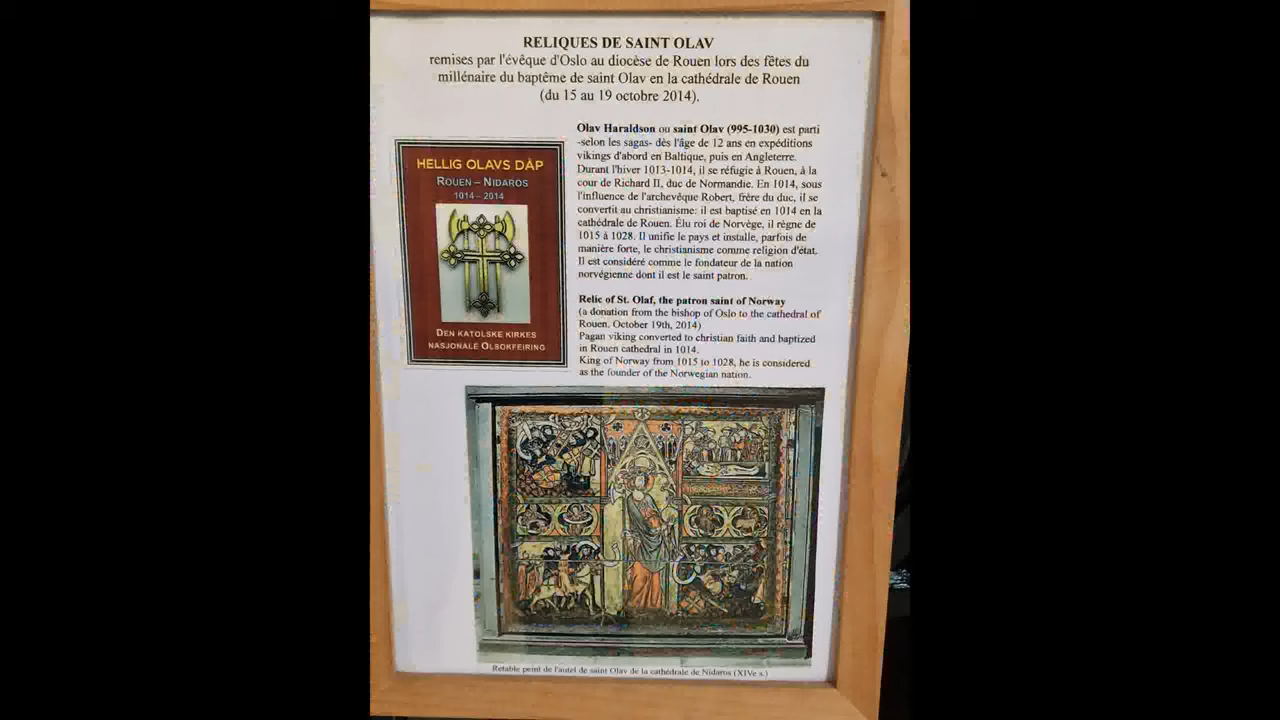 RELIQUES DE SAINT OLAV
remises par l'évêque d'Oslo au diocèse de Rouen lors des fêtes du
millénaire du baptême de saint Olav en la cathédrale de Rouen
(du 15 au 19 octobre 2014).
HELLIG OLAVS DÅP
ROUEN – NIDAROS
1014 – 2014
DEN KATOLSKE KIRKES
NASJONALE OLSOKFEIRING
Olav Haraldson ou saint Olav (995-1030) est parti
-selon les sagas- dès l'âge de 12 ans en expéditions
vikings d'abord en Baltique, puis en Angleterre.
Durant l'hiver 1013-1014, il se réfugie à Rouen, à la
cour de Richard II, duc de Normandie. En 1014, sous
l'influence de l'archevêque Robert, frère du duc, il se
convertit au christianisme: il est baptisé en 1014 en la
cathédrale de Rouen. Élu roi de Norvège, il règne de
1015 à 1028. Il unifie le pays et installe, parfois de
manière forte, le christianisme comme religion d'état.
Il est considéré comme le fondateur de la nation
norvégienne dont il est le saint patron.
Relic of St. Olaf, the patron saint of Norway
(a donation from the bishop of Oslo to the cathedral of
Rouen. October 19th, 2014)
Pagan viking converted to christian faith and baptized
in Rouen cathedral in 1014.
King of Norway from 1015 to 1028, he is considered
as the founder of the Norwegian nation.
Retable peint de l'autel de saint Olav de la cathédrale de Nidaros (XIVe s.)